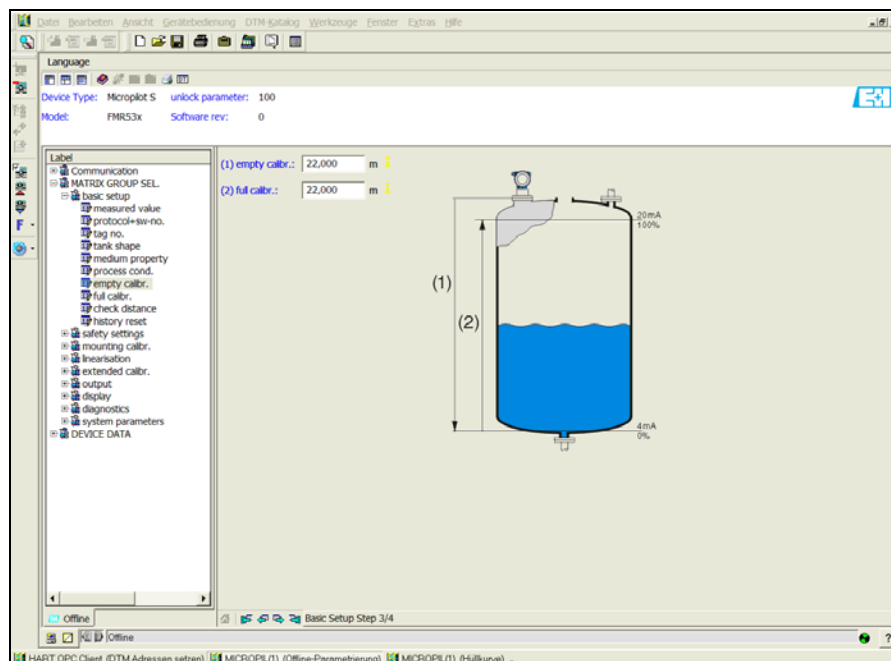 Datei Bearbeiten Ansicht Gerätebedienung DTM-Katalog Werkzeuge Fenster Extras Hilfe
Language
Device Type: Micropilot S unlock parameter: 100
Model: FMR53x Software rev: 0
E+H
Label
Communication
MATRIX GROUP SEL.
basic setup
measured value
protocol+sw-no.
tag no.
tank shape
medium property
process cond.
empty calibr.
full calibr.
check distance
history reset
safety settings
mounting calibr.
linearisation
extended calibr.
output
display
diagnostics
system parameters
DEVICE DATA
(1) empty calibr.: 22,000 m
(2) full calibr.: 22,000 m
20mA
100%
(1)
(2)
4mA
0%
F
Offline
Basic Setup Step 3/4
Offline
?
HART OPC Client (DTM Adressen setzen) MICROPIL(1) (Offline-Parametrierung) MICROPIL(1) (Hüllkurve)